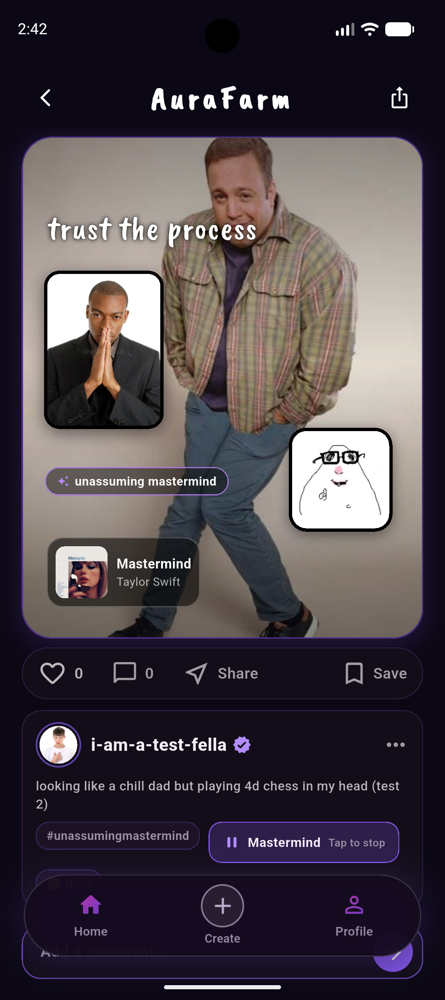 2:42
AuraFarm
trust the process
unassuming mastermind
Midnights
Mastermind
Taylor Swift
0
0
Share
Save
i-am-a-test-fella
looking like a chill dad but playing 4d chess in my head (test
2)
#unassumingmastermind
Mastermind Tap to stop
Nerd
Home
Create
Profile
Add a comment...